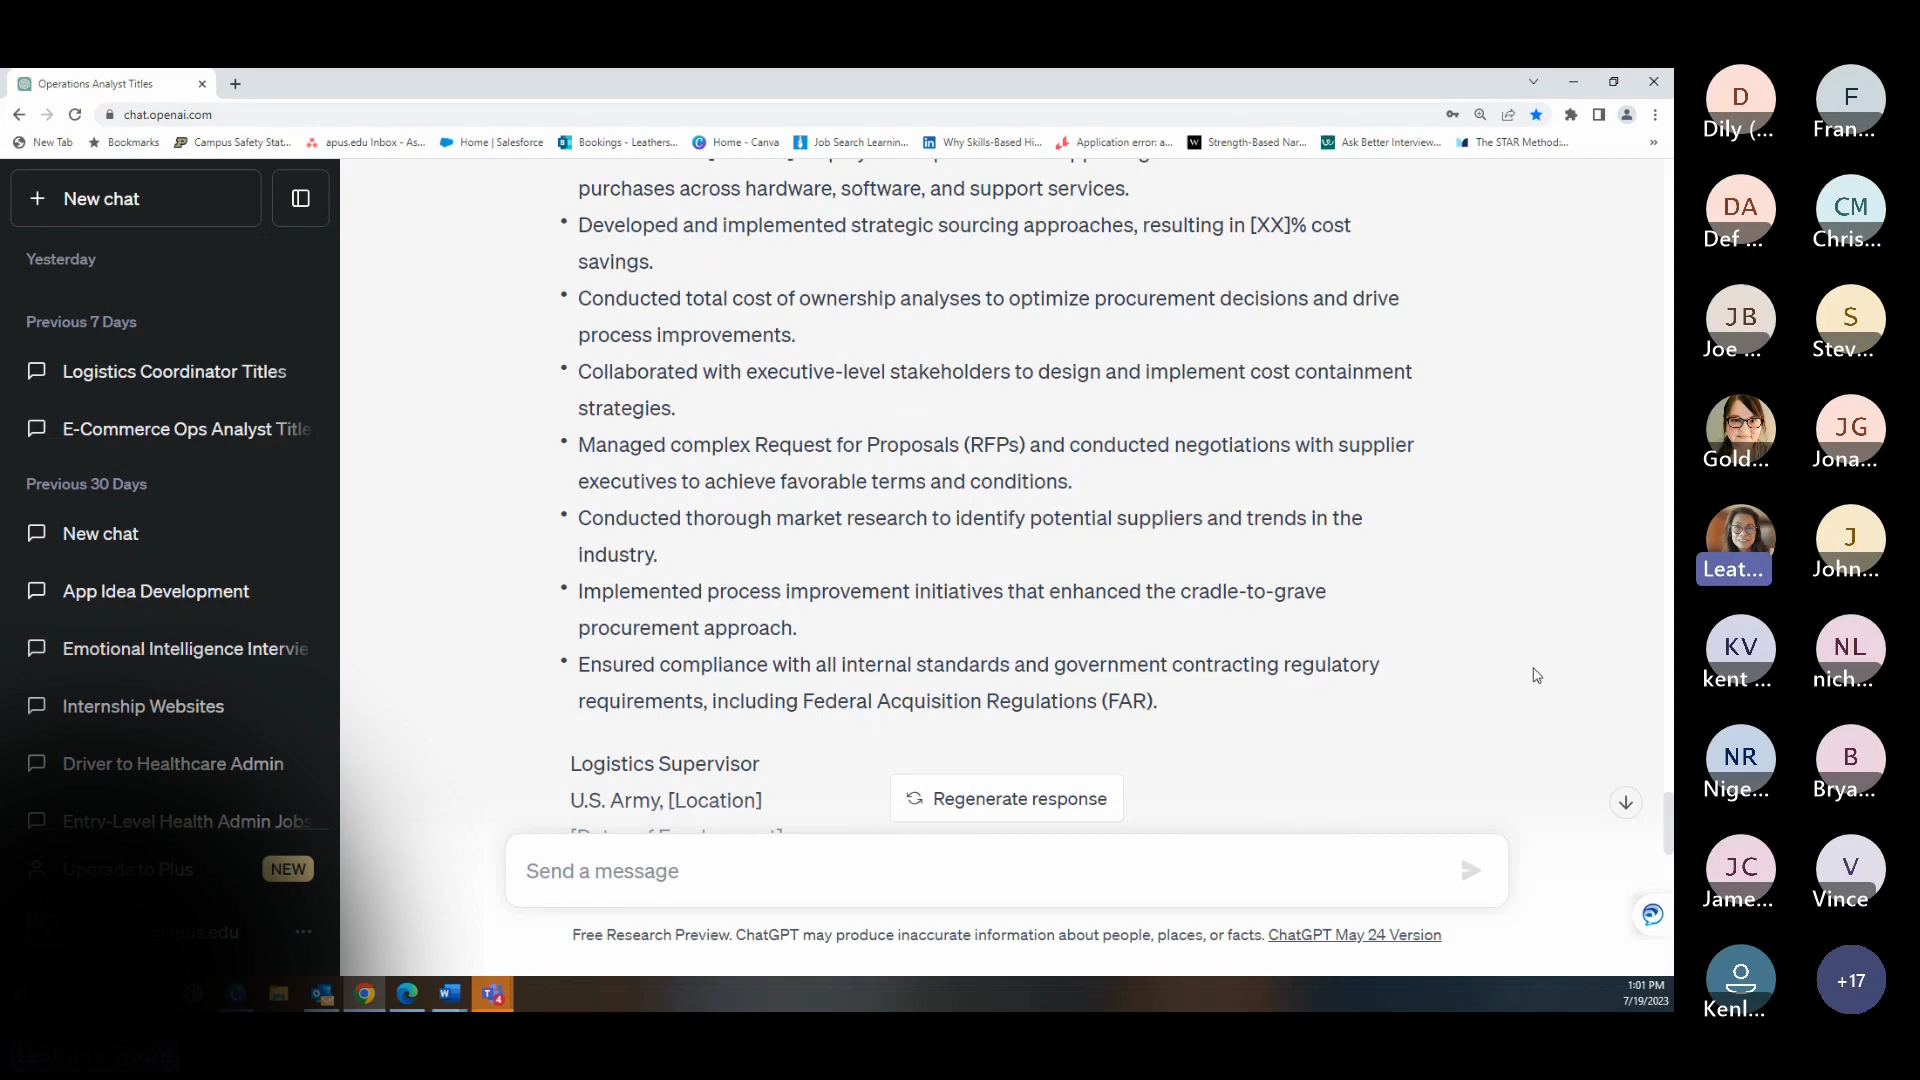 Operations Analyst Titles
chat.openai.com
New Tab
Bookmarks
Campus Safety Stat...
apus.edu Inbox - As...
Home | Salesforce
Bookings - Leathers...
Home - Canva
Job Search Learnin...
Why Skills-Based Hi...
Application error: a...
Strength-Based Nar...
Ask Better Interview...
The STAR Method:...
New chat
Yesterday
Previous 7 Days
Logistics Coordinator Titles
E-Commerce Ops Analyst Title
Previous 30 Days
New chat
App Idea Development
Emotional Intelligence Intervie
Internship Websites
Driver to Healthcare Admin
Entry-Level Health Admin Jobs
Upgrade to Plus
NEW
pus.edu
purchases across hardware, software, and support services.
• Developed and implemented strategic sourcing approaches, resulting in [XX]% cost
savings.
• Conducted total cost of ownership analyses to optimize procurement decisions and drive
process improvements.
• Collaborated with executive-level stakeholders to design and implement cost containment
strategies.
• Managed complex Request for Proposals (RFPs) and conducted negotiations with supplier
executives to achieve favorable terms and conditions.
• Conducted thorough market research to identify potential suppliers and trends in the
industry.
• Implemented process improvement initiatives that enhanced the cradle-to-grave
procurement approach.
• Ensured compliance with all internal standards and government contracting regulatory
requirements, including Federal Acquisition Regulations (FAR).
Logistics Supervisor
U.S. Army, [Location]
[Dates of Employment]
Regenerate response
Send a message
Free Research Preview. ChatGPT may produce inaccurate information about people, places, or facts. ChatGPT May 24 Version
1:01 PM
7/19/2023
D
Dily (...
F
Fran...
DA
Def ...
CM
Chris...
JB
Joe ...
S
Stev...
Gold...
JG
Jona...
Leat...
J
John...
KV
kent ...
NL
nich...
NR
Nige...
B
Brya...
JC
Jame...
V
Vince
Kenl...
+17